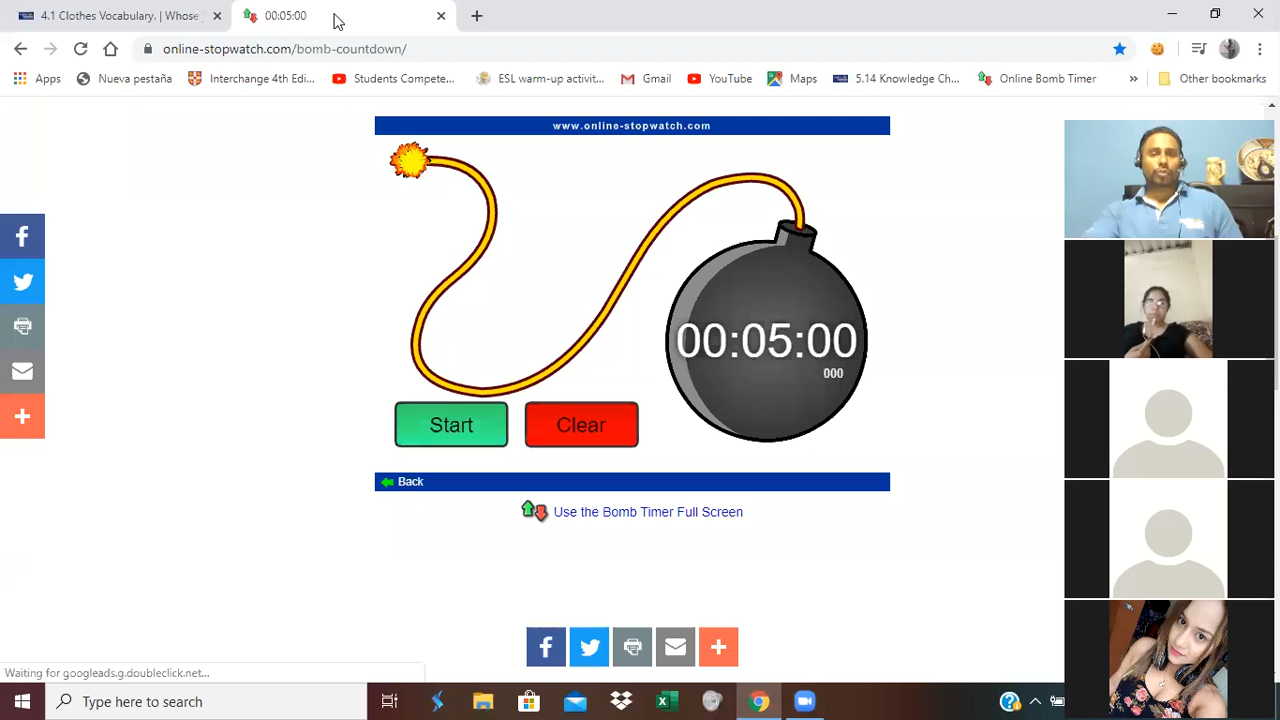 4.1 Clothes Vocabulary. | Whose
00:05:00
online-stopwatch.com/bomb-countdown/
Apps
Nueva pestaña
Interchange 4th Edi...
Students Compete...
ESL warm-up activit...
Gmail
YouTube
Maps
5.14 Knowledge Ch...
Online Bomb Timer
»
Other bookmarks
www.online-stopwatch.com
00:05:00
000
Start
Clear
Back
Use the Bomb Timer Full Screen
Waiting for googleads.g.doubleclick.net...
Type here to search